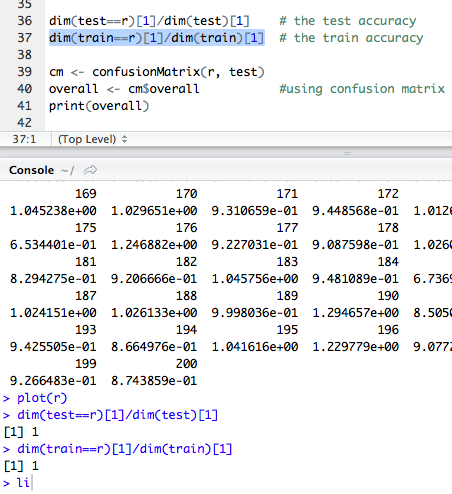 35
36 dim(test==r)[1]/dim(test)[1] # the test accuracy
37 dim(train==r)[1]/dim(train)[1] # the train accuracy
38
39 cm <- confusionMatrix(r, test)
40 overall <- cm$overall #using confusion matrix
41 print(overall)
42
37:1 (Top Level)
Console ~/
169 170 171 172
1.045238e+00 1.029651e+00 9.310659e-01 9.448568e-01 1.012
175 176 177 178
6.534401e-01 1.246882e+00 9.227031e-01 9.087598e-01 1.026
181 182 183 184
8.294275e-01 9.206666e-01 1.045756e+00 9.481089e-01 6.736
187 188 189 190
1.024151e+00 1.026133e+00 9.998036e-01 1.294657e+00 8.505
193 194 195 196
9.425505e-01 8.664976e-01 1.041616e+00 1.229779e+00 9.077
199 200
9.266483e-01 8.743859e-01
> plot(r)
> dim(test==r)[1]/dim(test)[1]
[1] 1
> dim(train==r)[1]/dim(train)[1]
[1] 1
> li